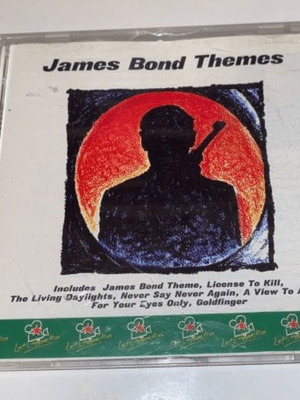 James Bond Themes
Includes James Bond Theme, License To Kill,
The Living Daylights, Never Say Never Again, A View To A
For Your Eyes Only, Goldfinger